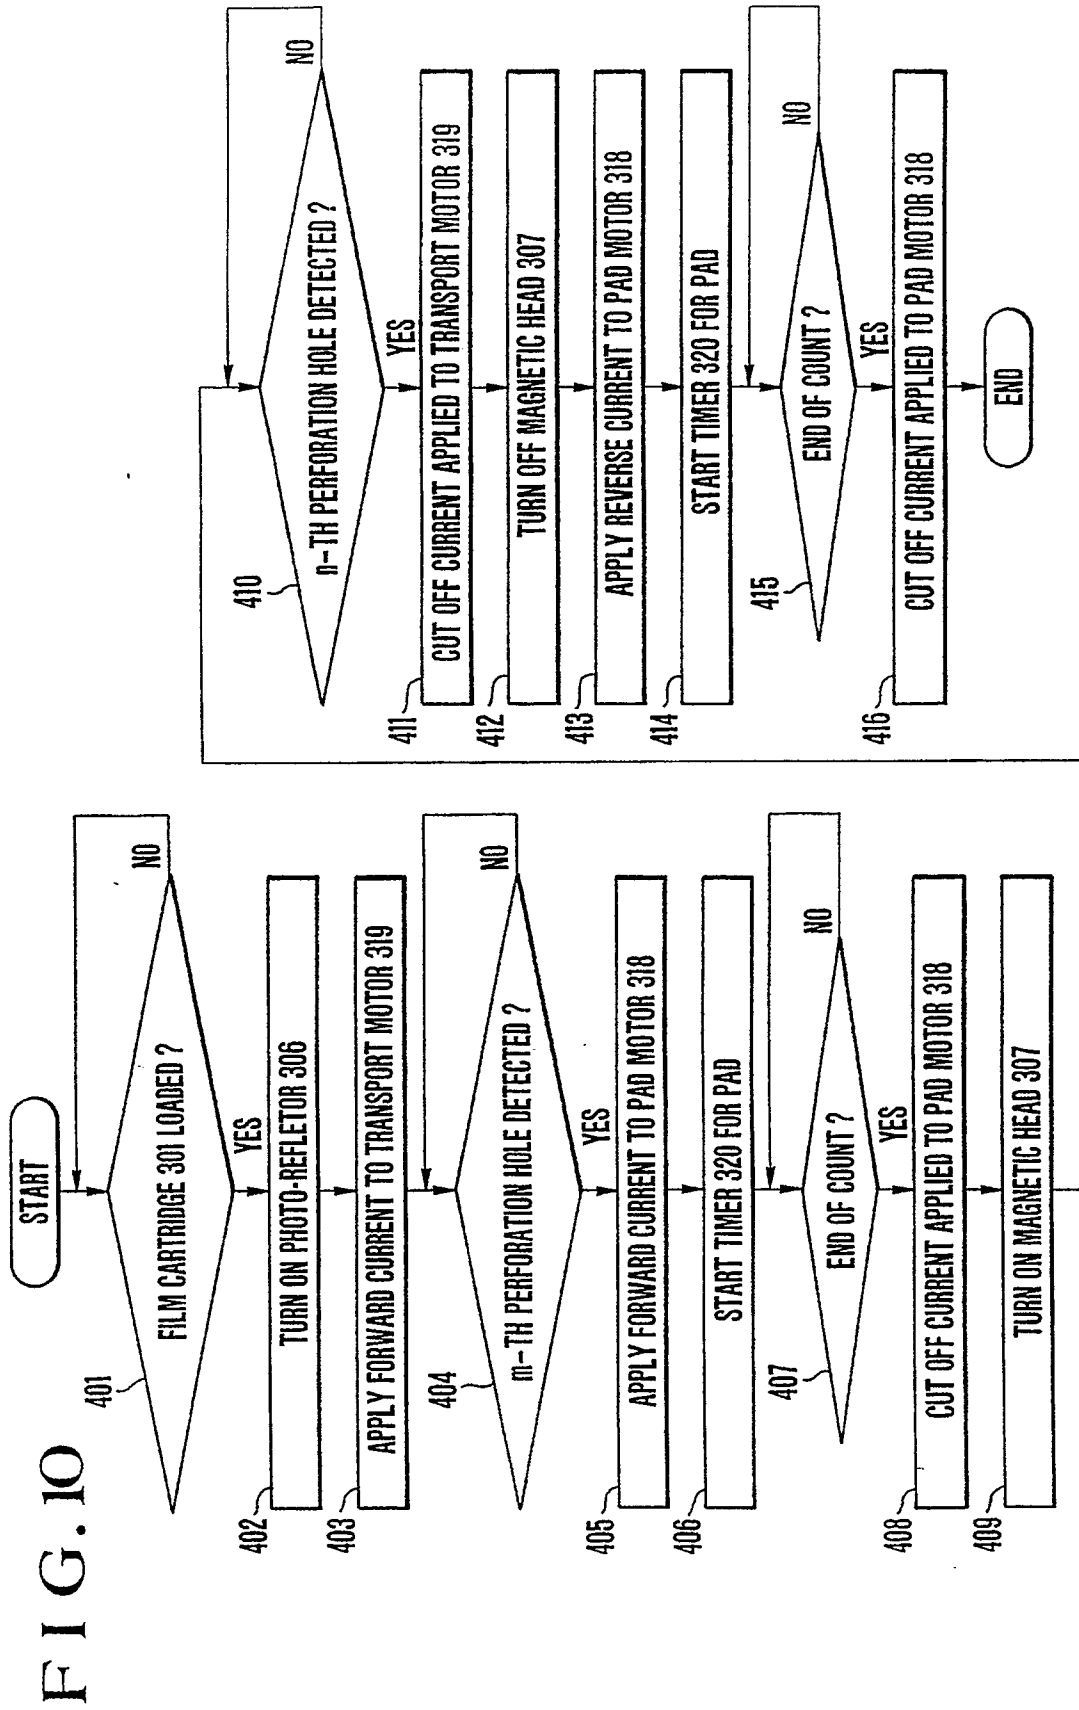 FIG.10
START
401
FILM CARTRIDGE 301 LOADED ?
NO
YES
402
TURN ON PHOTO-REFLETOR 306
403
APPLY FORWARD CURRENT TO TRANSPORT MOTOR 319
404
m-TH PERFORATION HOLE DETECTED ?
NO
YES
405
APPLY FORWARD CURRENT TO PAD MOTOR 318
406
START TIMER 320 FOR PAD
407
END OF COUNT ?
NO
YES
408
CUT OFF CURRENT APPLIED TO PAD MOTOR 318
409
TURN ON MAGNETIC HEAD 307
410
n-TH PERFORATION HOLE DETECTED ?
NO
YES
411
CUT OFF CURRENT APPLIED TO TRANSPORT MOTOR 319
412
TURN OFF MAGNETIC HEAD 307
413
APPLY REVERSE CURRENT TO PAD MOTOR 318
414
START TIMER 320 FOR PAD
415
END OF COUNT ?
NO
YES
416
CUT OFF CURRENT APPLIED TO PAD MOTOR 318
END